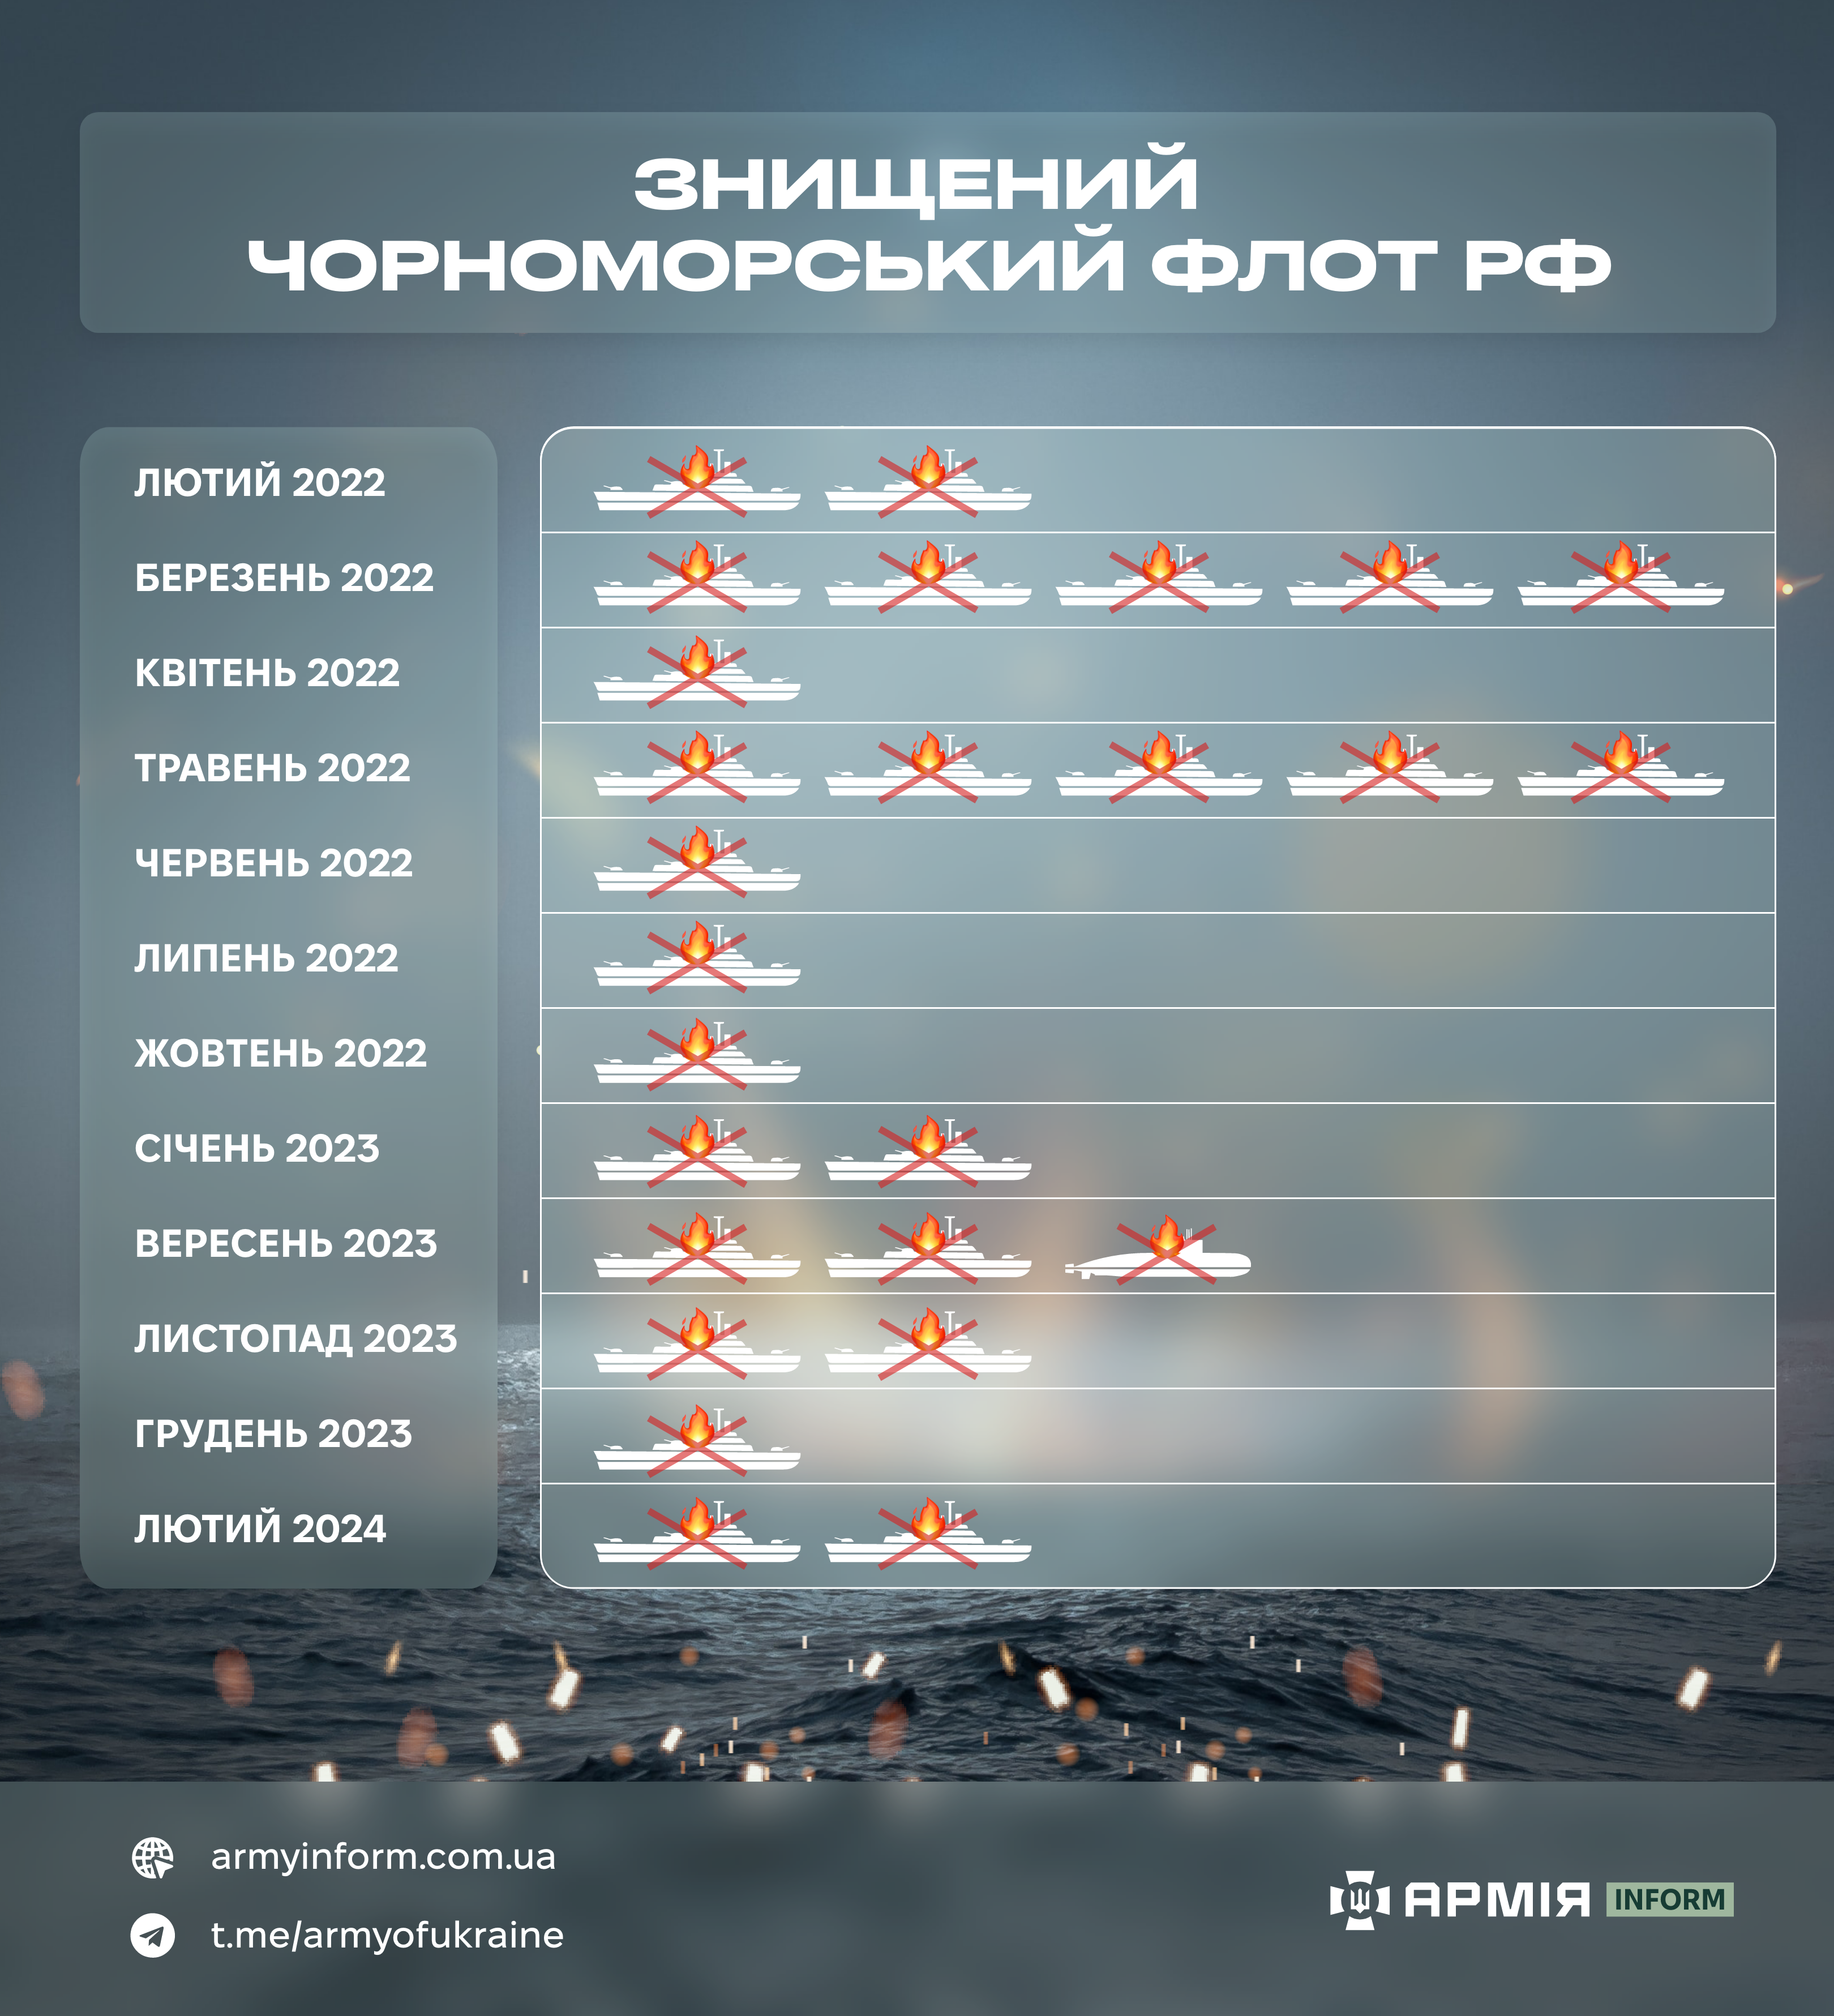 ЗНИЩЕНИЙ
ЧОРНОМОРСЬКИЙ ФЛОТ РФ
ЛЮТИЙ 2022
БЕРЕЗЕНЬ 2022
КВІТЕНЬ 2022
ТРАВЕНЬ 2022
ЧЕРВЕНЬ 2022
ЛИПЕНЬ 2022
ЖОВТЕНЬ 2022
СІЧЕНЬ 2023
ВЕРЕСЕНЬ 2023
ЛИСТОПАД 2023
ГРУДЕНЬ 2023
ЛЮТИЙ 2024
armyinform.com.ua
t.me/armyofukraine
АРМІЯ INFORM